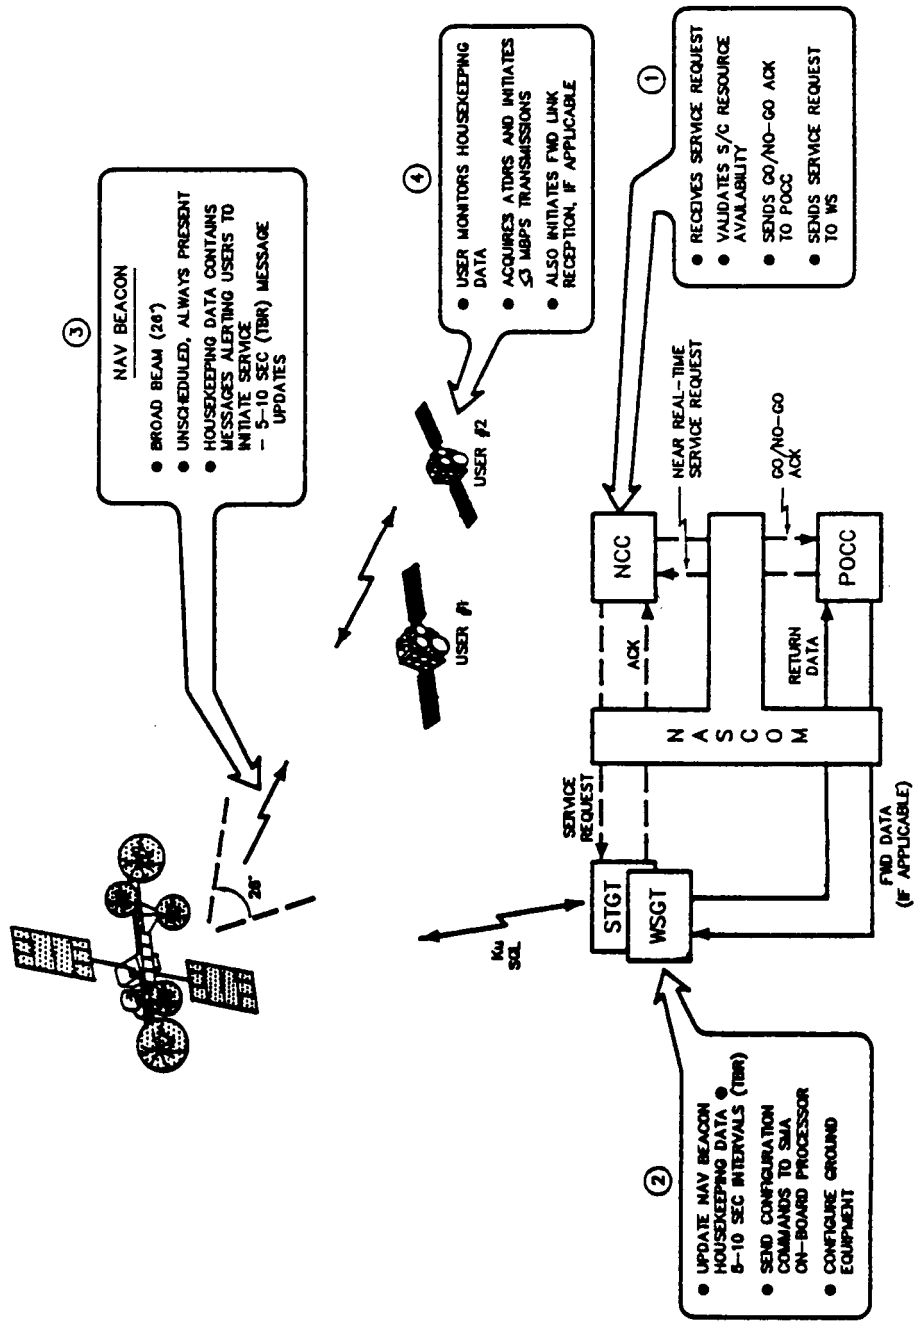 ③
NAV BEACON
● BROAD BEAM (26°)
● UNSCHEDULED, ALWAYS PRESENT
● HOUSEKEEPING DATA CONTAINS
MESSAGES ALERTING USERS TO
INITIATE SERVICE
- 5-10 SEC (TBR) MESSAGE
UPDATES
④
● USER MONITORS HOUSEKEEPING
DATA
● ACQUIRES ATDRS AND INITIATES
≤3 MBPS TRANSMISSIONS
● ALSO INITIATES FWD LINK
RECEPTION, IF APPLICABLE
①
● RECEIVES SERVICE REQUEST
● VALIDATES S/C RESOURCE
AVAILABILITY
● SENDS GO/NO-GO ACK
TO POCC
● SENDS SERVICE REQUEST
TO WS
26°
USER #1
USER #2
Ku
SGL
SERVICE
REQUEST
STGT
WSGT
NASCOM
ACK
NCC
NEAR REAL-TIME
SERVICE REQUEST
GO/NO-GO
ACK
RETURN
DATA
POCC
FWD DATA
(IF APPLICABLE)
②
● UPDATE NAV BEACON
HOUSEKEEPING DATA ●
5-10 SEC INTERVALS (TBR)
● SEND CONFIGURATION
COMMANDS TO SMA
ON-BOARD PROCESSOR
● CONFIGURE GROUND
EQUIPMENT